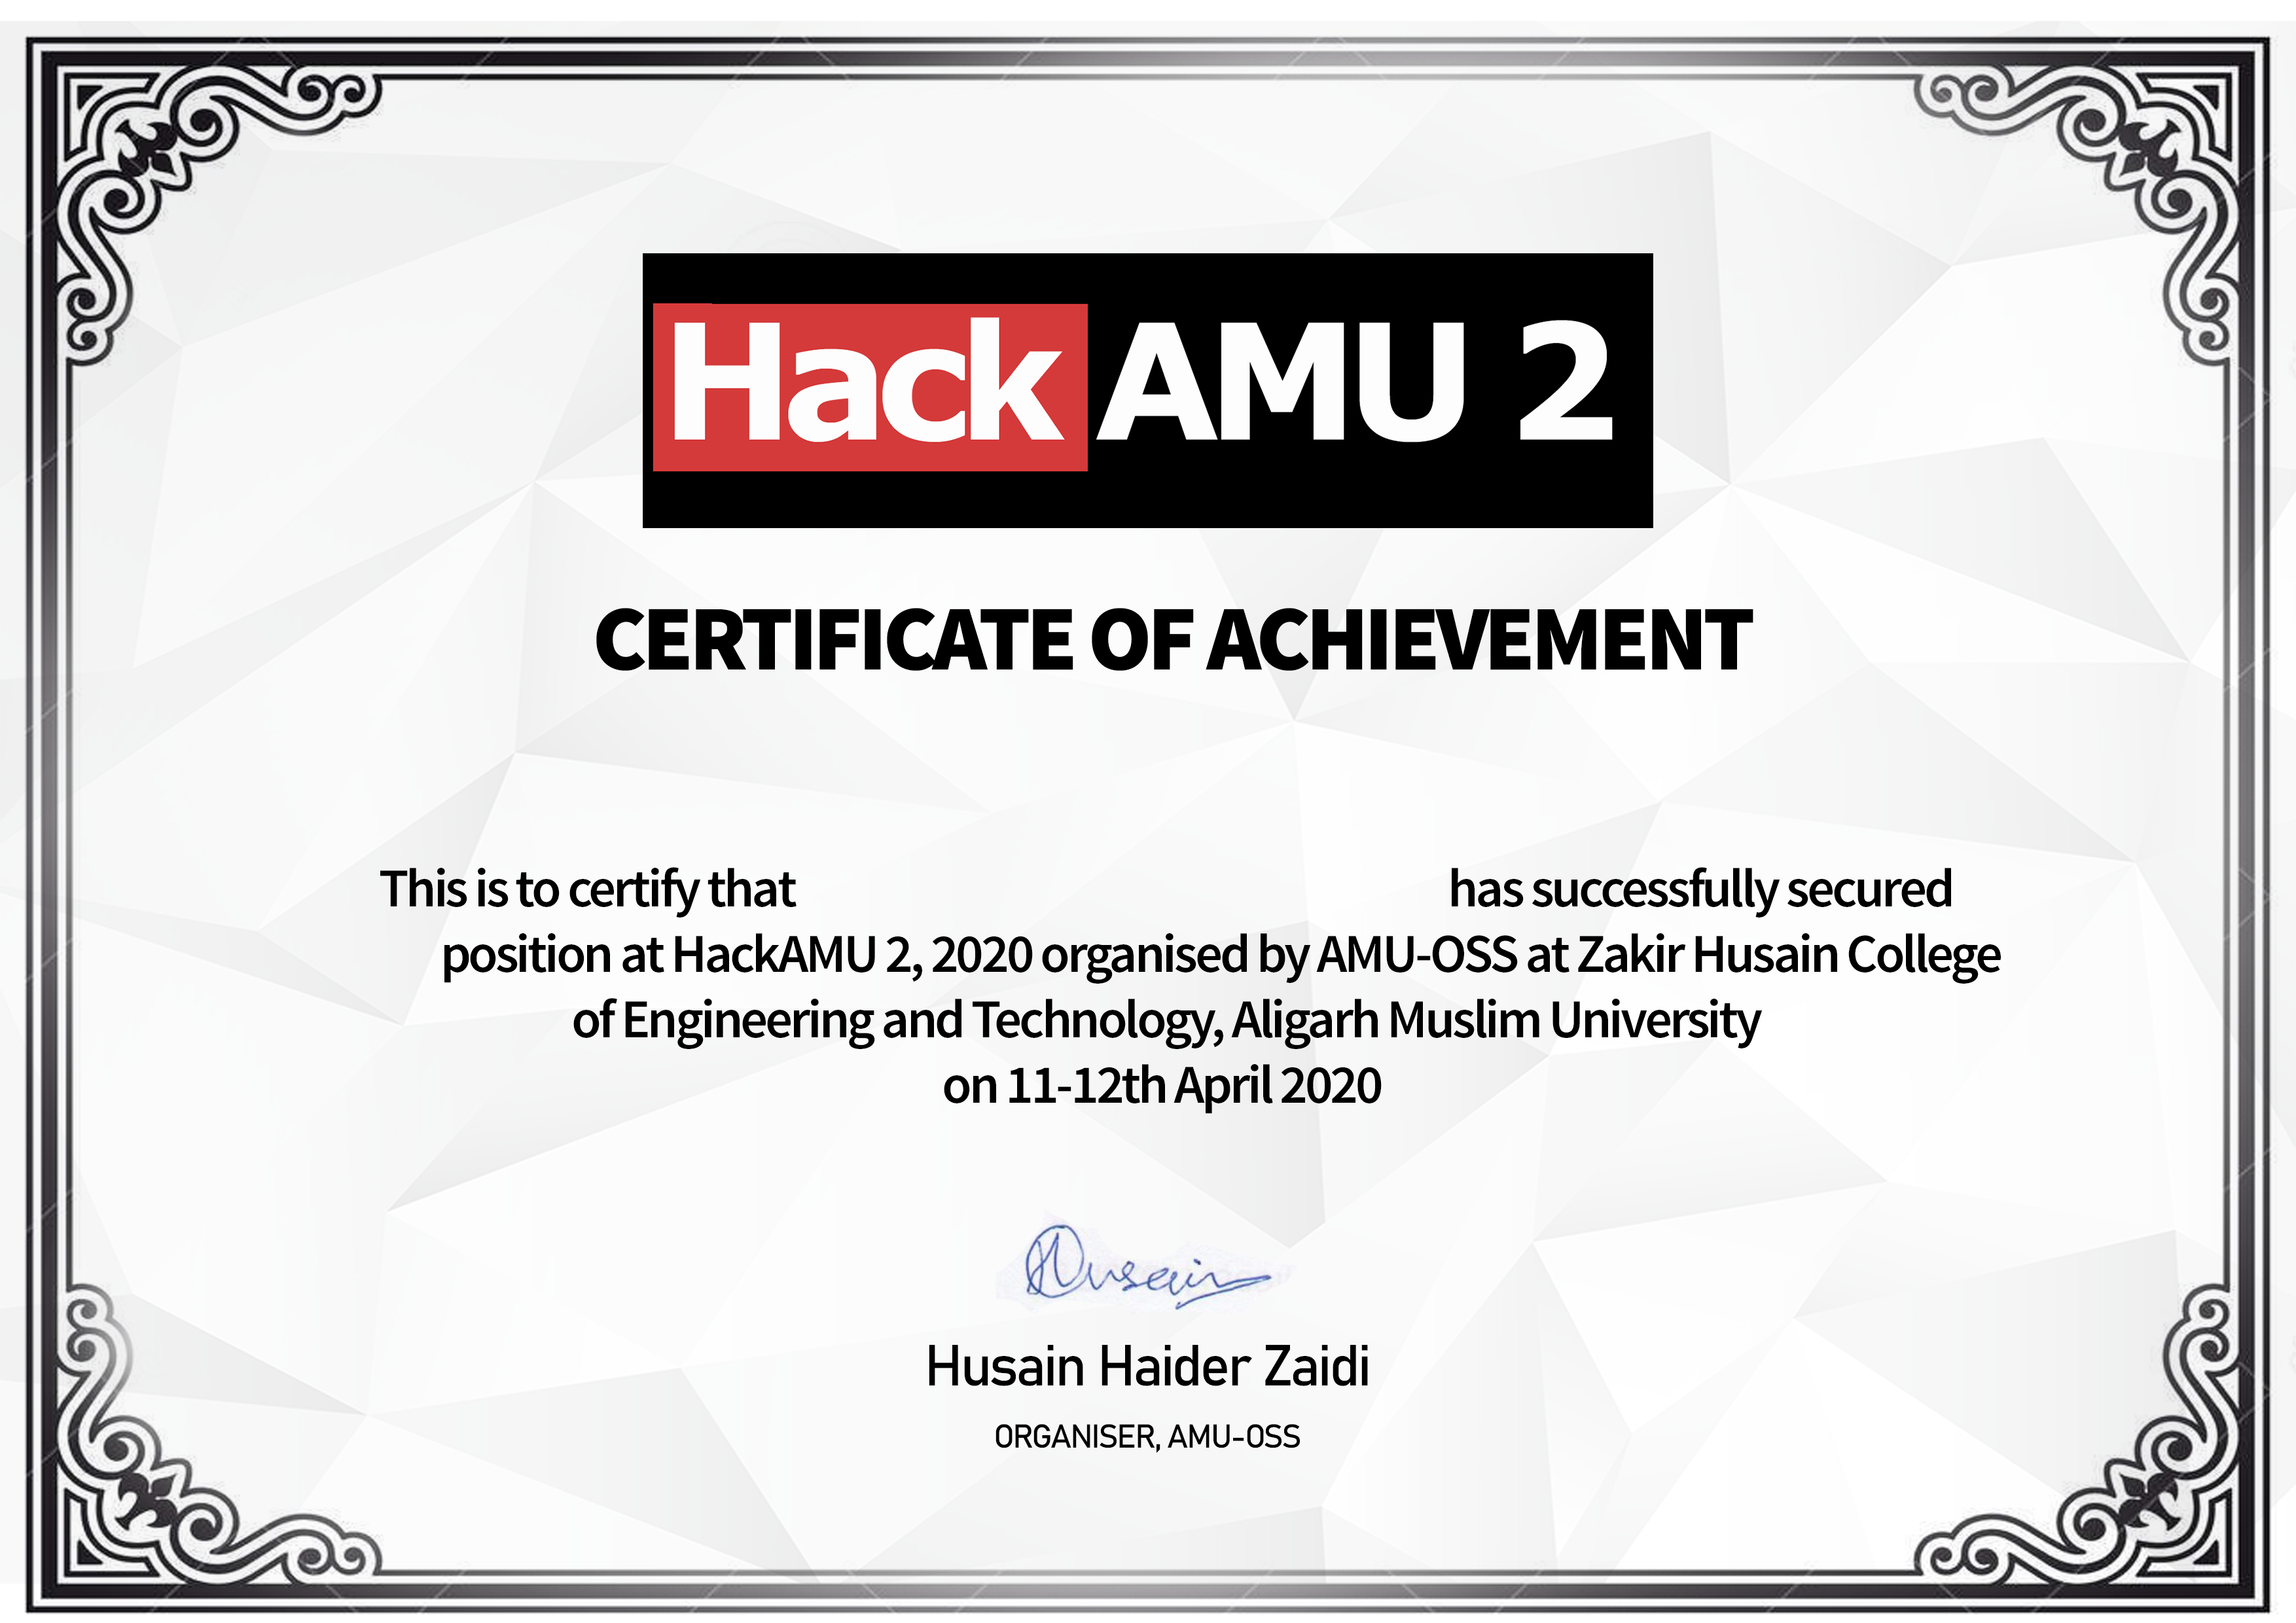 Hack AMU 2
CERTIFICATE OF ACHIEVEMENT
This is to certify that has successfully secured
position at HackAMU 2, 2020 organised by AMU-OSS at Zakir Husain College
of Engineering and Technology, Aligarh Muslim University
on 11-12th April 2020
Husain
Husain Haider Zaidi
ORGANISER, AMU-OSS